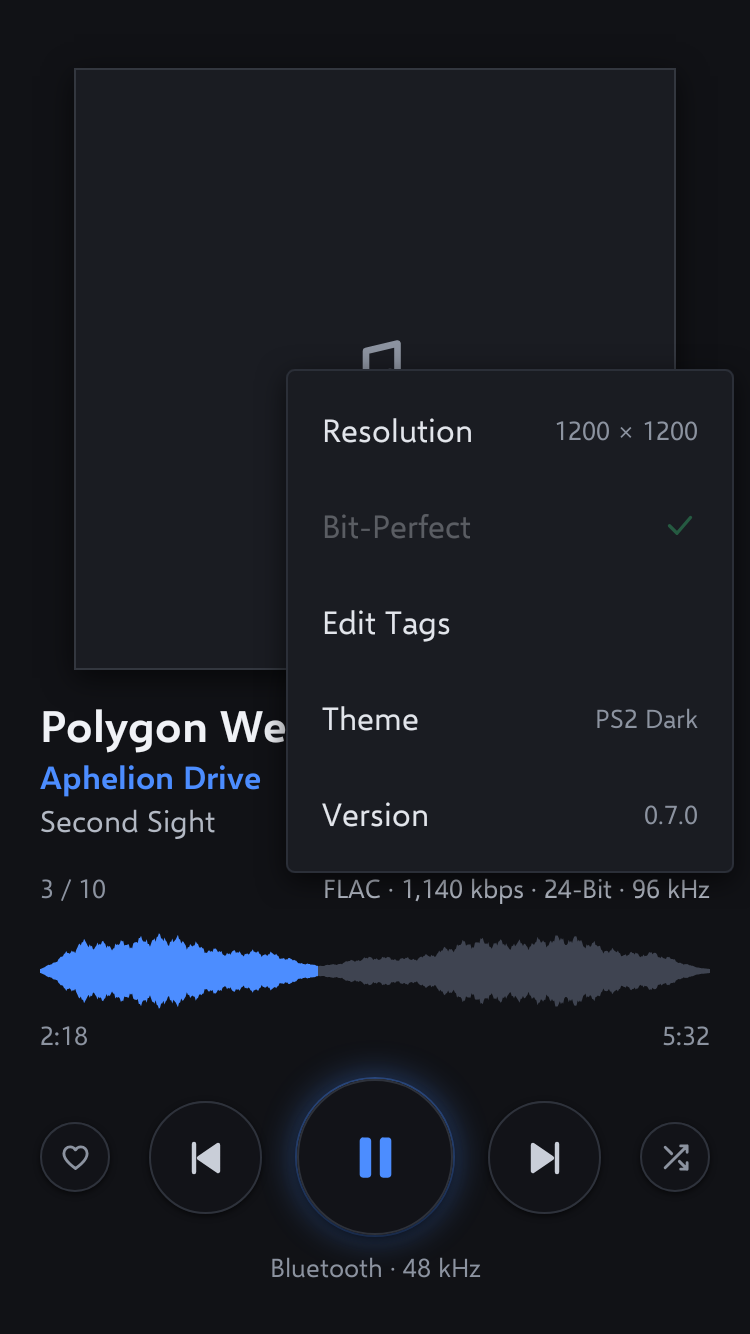 Resolution 1200 × 1200
Bit-Perfect
Edit Tags
Theme PS2 Dark
Version 0.7.0
Polygon We
Aphelion Drive
Second Sight
3 / 10 FLAC · 1,140 kbps · 24-Bit · 96 kHz
2:18 5:32
Bluetooth · 48 kHz